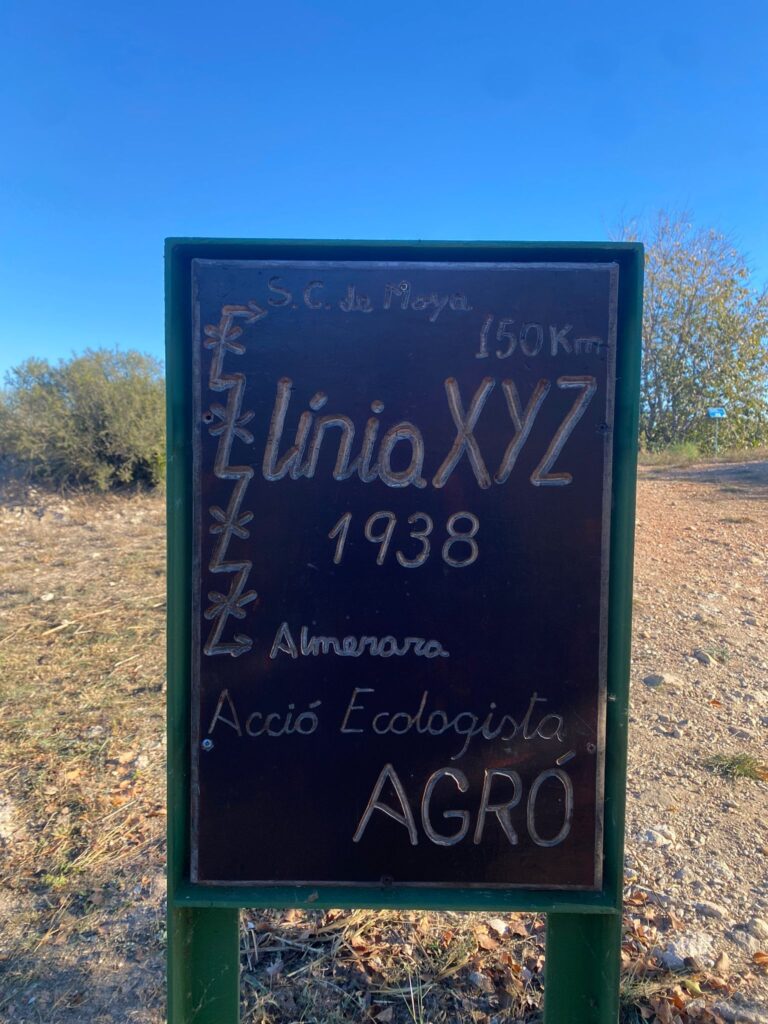 S. C. de Moya
150 Km
línia XYZ
1938
Almenara
Acció Ecologista
AGRÓ